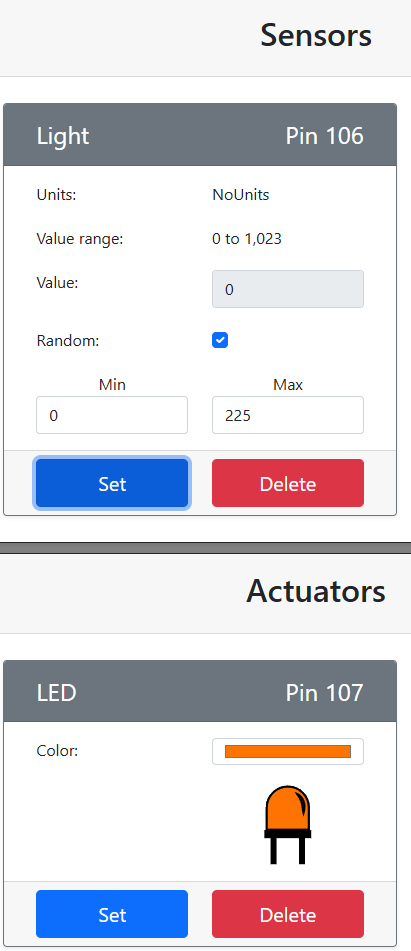 Sensors
Light Pin 106
Units: NoUnits
Value range: 0 to 1,023
Value: 0
Random:
Min Max
0 225
Set Delete
Actuators
LED Pin 107
Color:
Set Delete